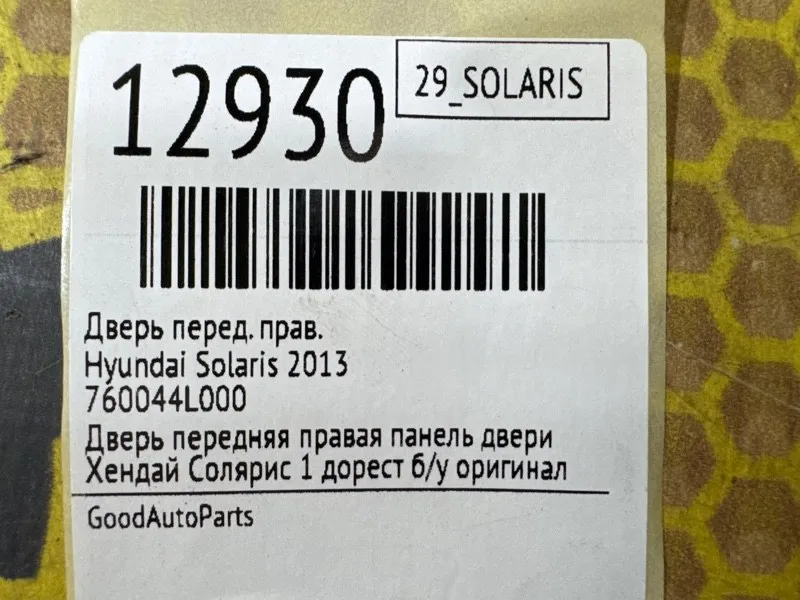 12930
29_SOLARIS
Дверь перед. прав.
Hyundai Solaris 2013
760044L000
Дверь передняя правая панель двери
Хендай Солярис 1 дорест б/у оригинал
GoodAutoParts